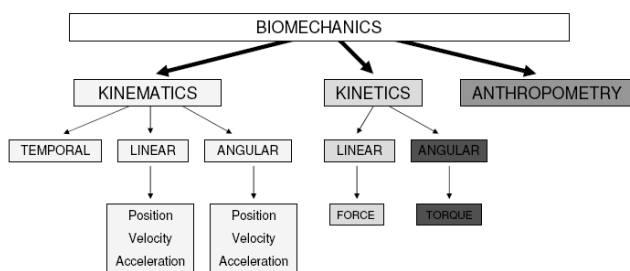 BIOMECHANICS
KINEMATICS
KINETICS
ANTHROPOMETRY
TEMPORAL
LINEAR
ANGULAR
LINEAR
ANGULAR
Position
Velocity
Acceleration
Position
Velocity
Acceleration
FORCE
TORQUE